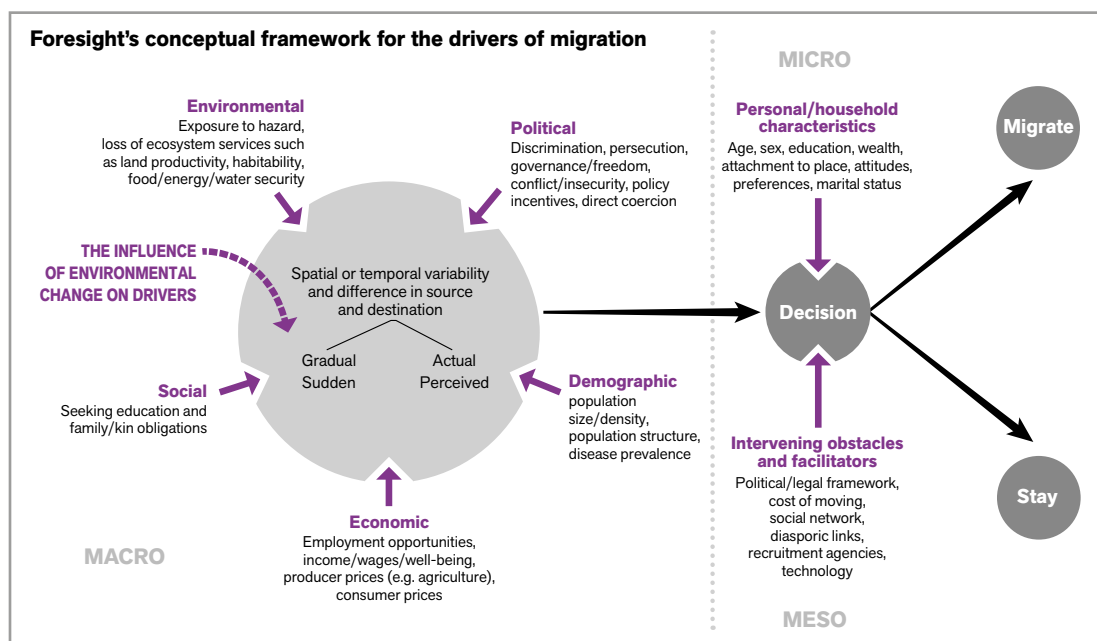 Foresight's conceptual framework for the drivers of migration
MICRO
Environmental
Exposure to hazard,
loss of ecosystem services such
as land productivity, habitability,
food/energy/water security
Political
Discrimination, persecution,
governance/freedom,
conflict/insecurity, policy
incentives, direct coercion
Personal/household
characteristics
Age, sex, education, wealth,
attachment to place, attitudes,
preferences, marital status
Migrate
THE INFLUENCE
OF ENVIRONMENTAL
CHANGE ON DRIVERS
Spatial or temporal variability
and difference in source
and destination
Gradual
Sudden
Actual
Perceived
Decision
Social
Seeking education and
family/kin obligations
Demographic
population
size/density,
population structure,
disease prevalence
Intervening obstacles
and facilitators
Political/legal framework,
cost of moving,
social network,
diasporic links,
recruitment agencies,
technology
Stay
Economic
Employment opportunities,
income/wages/well-being,
producer prices (e.g. agriculture),
consumer prices
MACRO
MESO